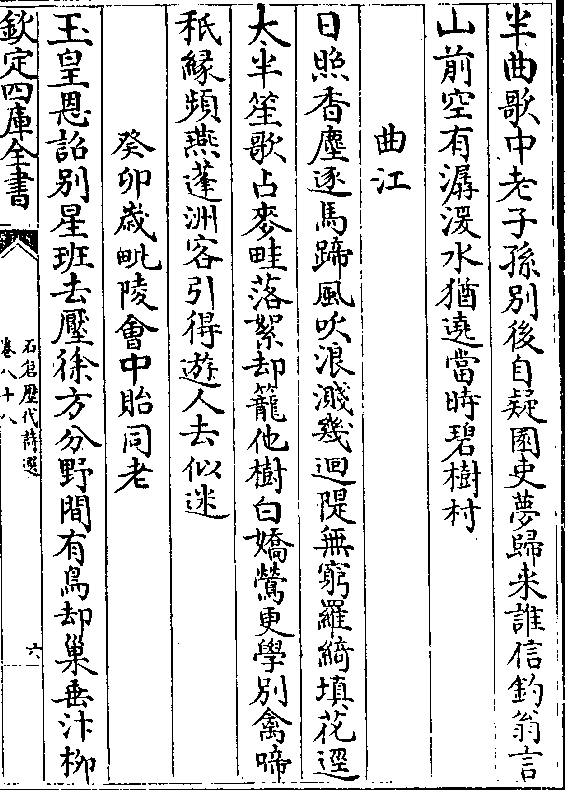 半曲歌中老子孫別後自疑園吏夢歸来誰信釣翁言
山前空有潺湲水猶遶當時碧樹村
曲江
日照香塵逐馬蹄風吹浪濺幾迴隄無窮羅綺填花逕
大半笙歌占麥畦落絮却籠他樹白嬌鶯更學别禽啼
秖緣頻燕蓬洲客引得遊人去似迷
癸卯歲毗陵會中貽同老
玉皇恩詔别星班去壓徐方分野間有鳥却巢垂汴柳
欽定四庫全書
石倉歷代詩選
卷八十八
六